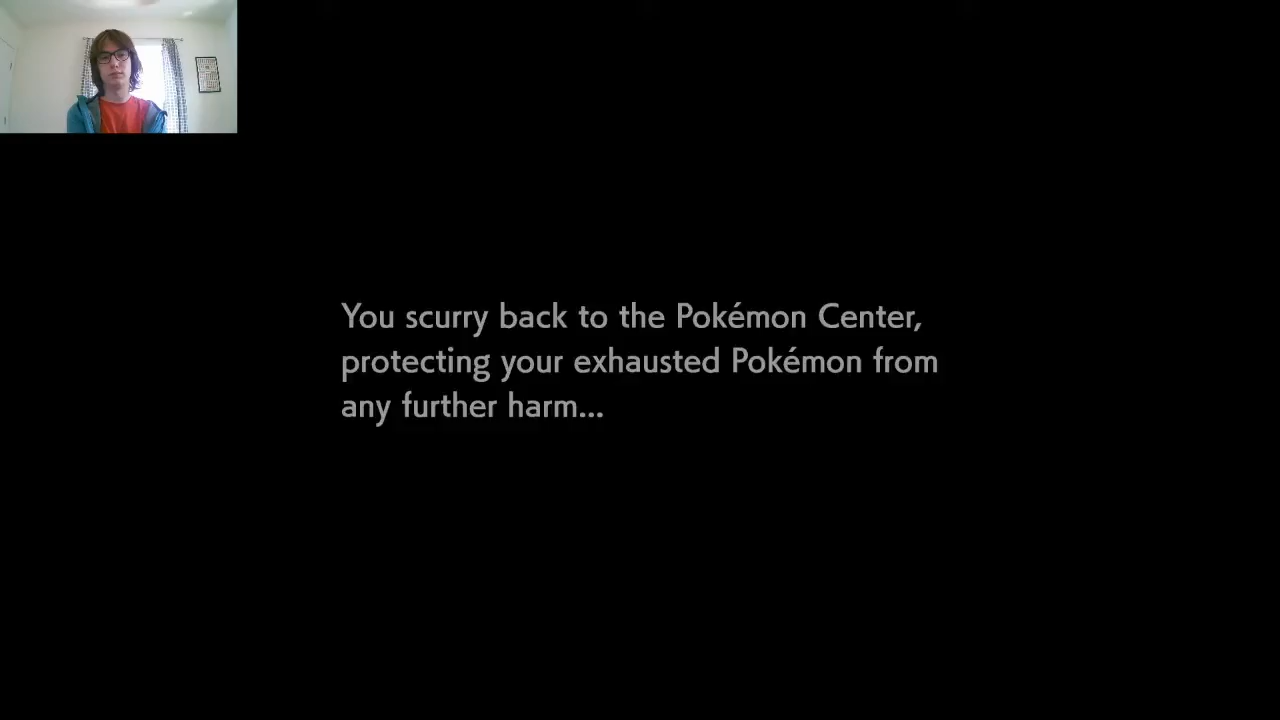 You scurry back to the Pokémon Center,
protecting your exhausted Pokémon from
any further harm...